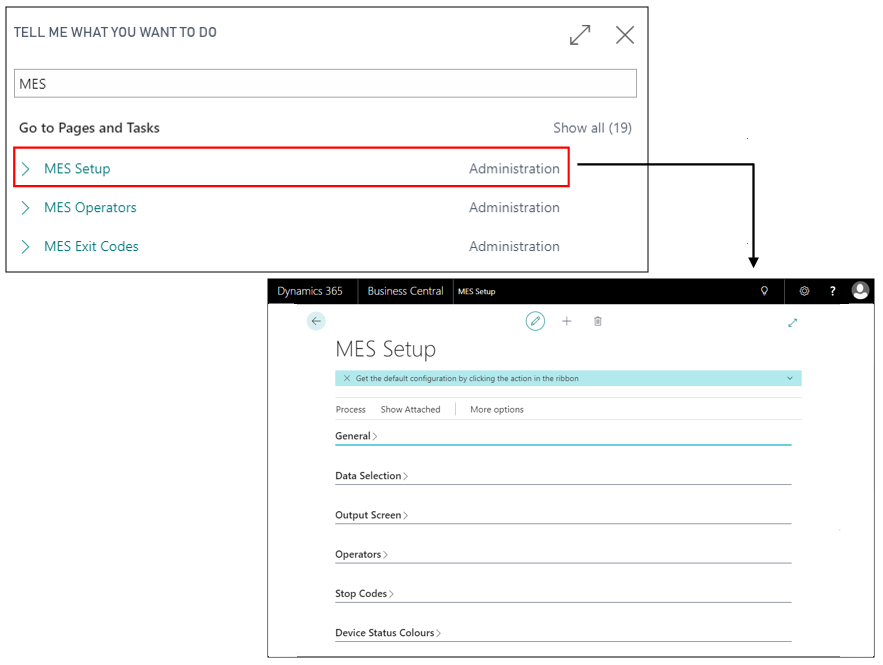 TELL ME WHAT YOU WANT TO DO
MES
Go to Pages and Tasks Show all (19)
MES Setup Administration
MES Operators Administration
MES Exit Codes Administration
Dynamics 365 Business Central MES Setup ?
MES Setup
Get the default configuration by clicking the action in the ribbon
Process Show Attached More options
General
Data Selection
Output Screen
Operators
Stop Codes
Device Status Colours